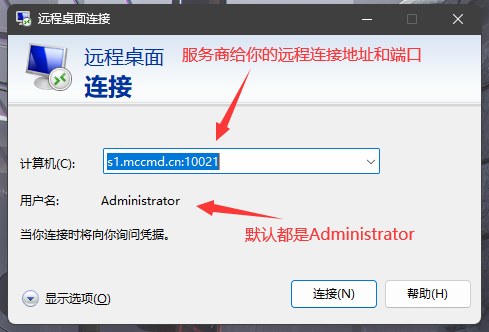 远程桌面连接
远程桌面
连接
服务商给你的远程连接地址和端口
计算机(C):
s1.mccmd.cn:10021
用户名:
Administrator
当你连接时将向你询问凭据。
默认都是Administrator
显示选项(O)
连接(N)
帮助(H)